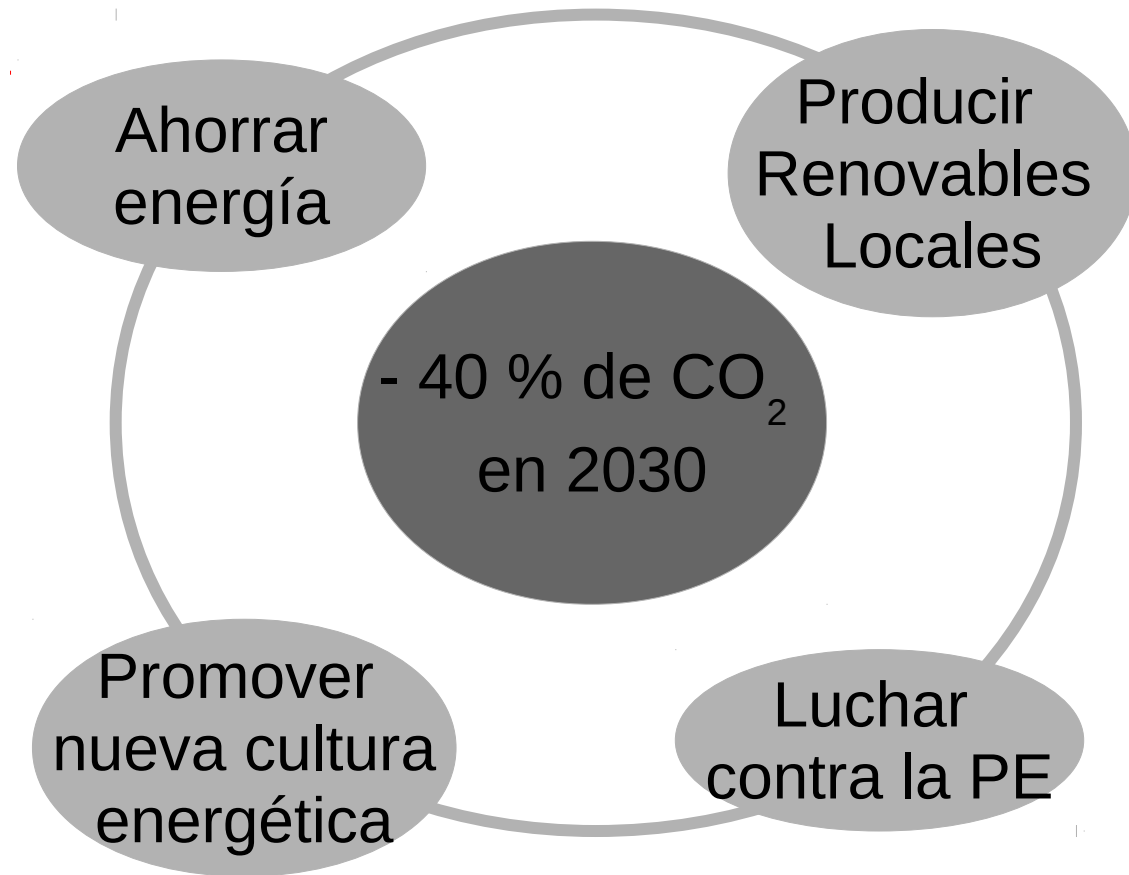 Ahorrar
energía
Producir
Renovables
Locales
- 40 % de CO₂
en 2030
Promover
nueva cultura
energética
Luchar
contra la PE